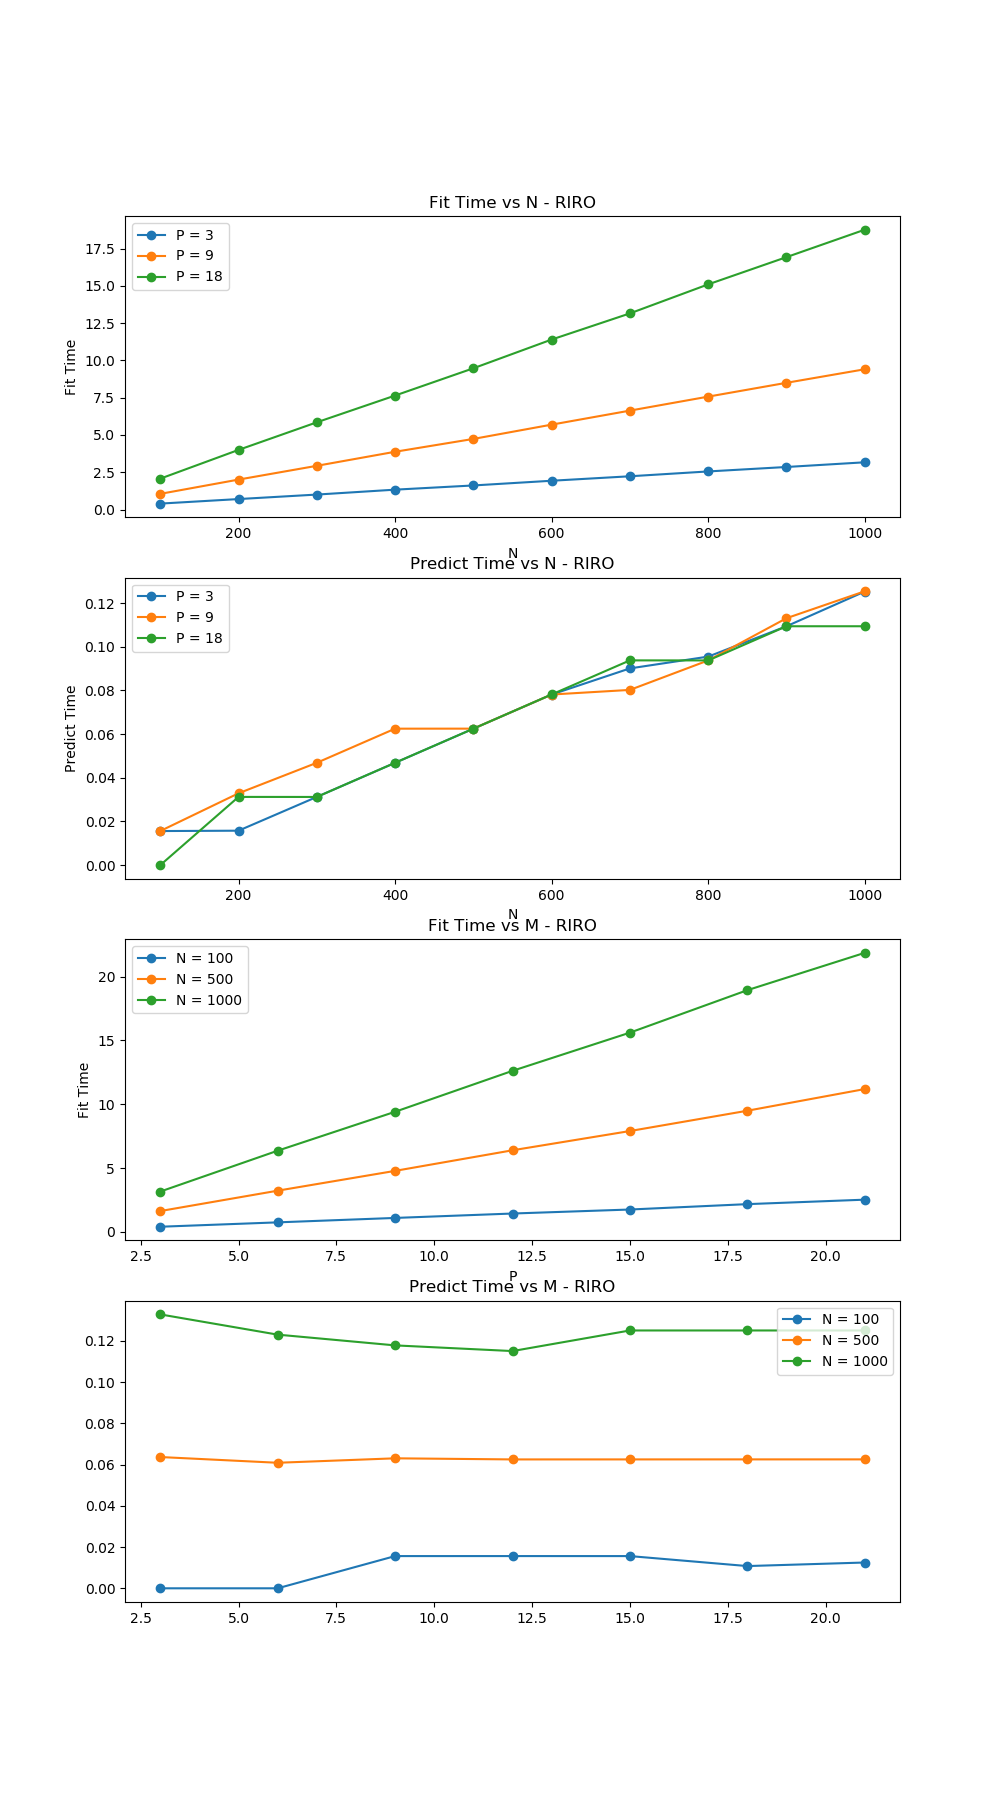 Fit Time vs N - RIRO
P = 3
P = 9
P = 18
17.5
15.0
12.5
10.0
7.5
5.0
2.5
0.0
Fit Time
200 400 600 800 1000
N
Predict Time vs N - RIRO
P = 3
P = 9
P = 18
0.12
0.10
0.08
0.06
0.04
0.02
0.00
Predict Time
200 400 600 800 1000
N
Fit Time vs M - RIRO
N = 100
N = 500
N = 1000
20
15
10
5
0
Fit Time
2.5 5.0 7.5 10.0 12.5 15.0 17.5 20.0
P
Predict Time vs M - RIRO
N = 100
N = 500
N = 1000
0.12
0.10
0.08
0.06
0.04
0.02
0.00
2.5 5.0 7.5 10.0 12.5 15.0 17.5 20.0